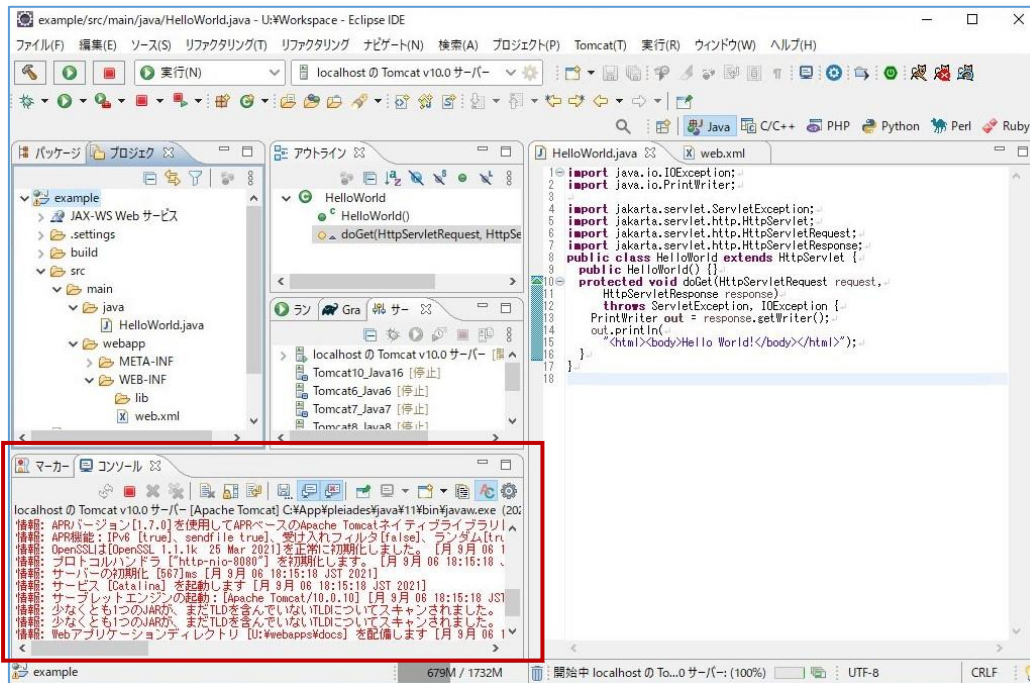 example/src/main/java/HelloWorld.java - U:¥Workspace - Eclipse IDE
ファイル(F) 編集(E) ソース(S) リファクタリング(T) リファクタリング ナビゲート(N) 検索(A) プロジェクト(P) Tomcat(T) 実行(R) ウィンドウ(W) ヘルプ(H)
実行(N) localhost の Tomcat v10.0 サーバー
Java C/C++ PHP Python Perl Ruby
パッケージ プロジェク
example
JAX-WS Web サービス
.settings
build
src
main
java
HelloWorld.java
webapp
META-INF
WEB-INF
lib
web.xml
アウトライン
HelloWorld
HelloWorld()
doGet(HttpServletRequest, HttpSe
ラン Gra サー
localhost の Tomcat v10.0 サーバー
Tomcat10_Java16 [停止]
Tomcat6_Java6 [停止]
Tomcat7_Java7 [停止]
Tomcat8_Java8 [停止]
HelloWorld.java web.xml
1 import java.io.IOException;
2 import java.io.PrintWriter;
3
4 import jakarta.servlet.ServletException;
5 import jakarta.servlet.http.HttpServlet;
6 import jakarta.servlet.http.HttpServletRequest;
7 import jakarta.servlet.http.HttpServletResponse;
8 public class HelloWorld extends HttpServlet {
9 public HelloWorld() {}
10 protected void doGet(HttpServletRequest request,
11 HttpServletResponse response)
12 throws ServletException, IOException {
13 PrintWriter out = response.getWriter();
14 out.println(
15 "<html><body>Hello World!</body></html>");
16 }
17 }
18
マーカー コンソール
localhost の Tomcat v10.0 サーバー [Apache Tomcat] C:¥App¥pleiades¥java¥11¥bin¥javaw.exe (202
情報: APRバージョン[1.7.0]を使用してAPRベースのApache Tomcatネイティブライブラリ
情報: APR機能：IPv6 [true]、sendfile true]、受け入れフィルタ[false]、ランダム[tru
情報: OpenSSLは[OpenSSL 1.1.1k 25 Mar 2021]を正常に初期化しました。 [月 9月 06 1
情報: プロトコルハンドラ ["http-nio-8080"] を初期化します。 [月 9月 06 18:15:18 J
情報: サーバーの初期化 [567]ms [月 9月 06 18:15:18 JST 2021]
情報: サービス [Catalina] を起動します [月 9月 06 18:15:18 JST 2021]
情報: サーブレットエンジンの起動：[Apache Tomcat/10.0.10] [月 9月 06 18:15:18 JST
情報: 少なくとも1つのJARが、まだTLDを含んでいないTLDについてスキャンされました。
情報: 少なくとも1つのJARが、まだTLDを含んでいないTLDについてスキャンされました。
情報: Webアプリケーションディレクトリ [U:¥webapps¥docs] を配備します [月 9月 06 1
example 679M / 1732M 開始中 localhost の To...0 サーバー: (100%) UTF-8 CRLF